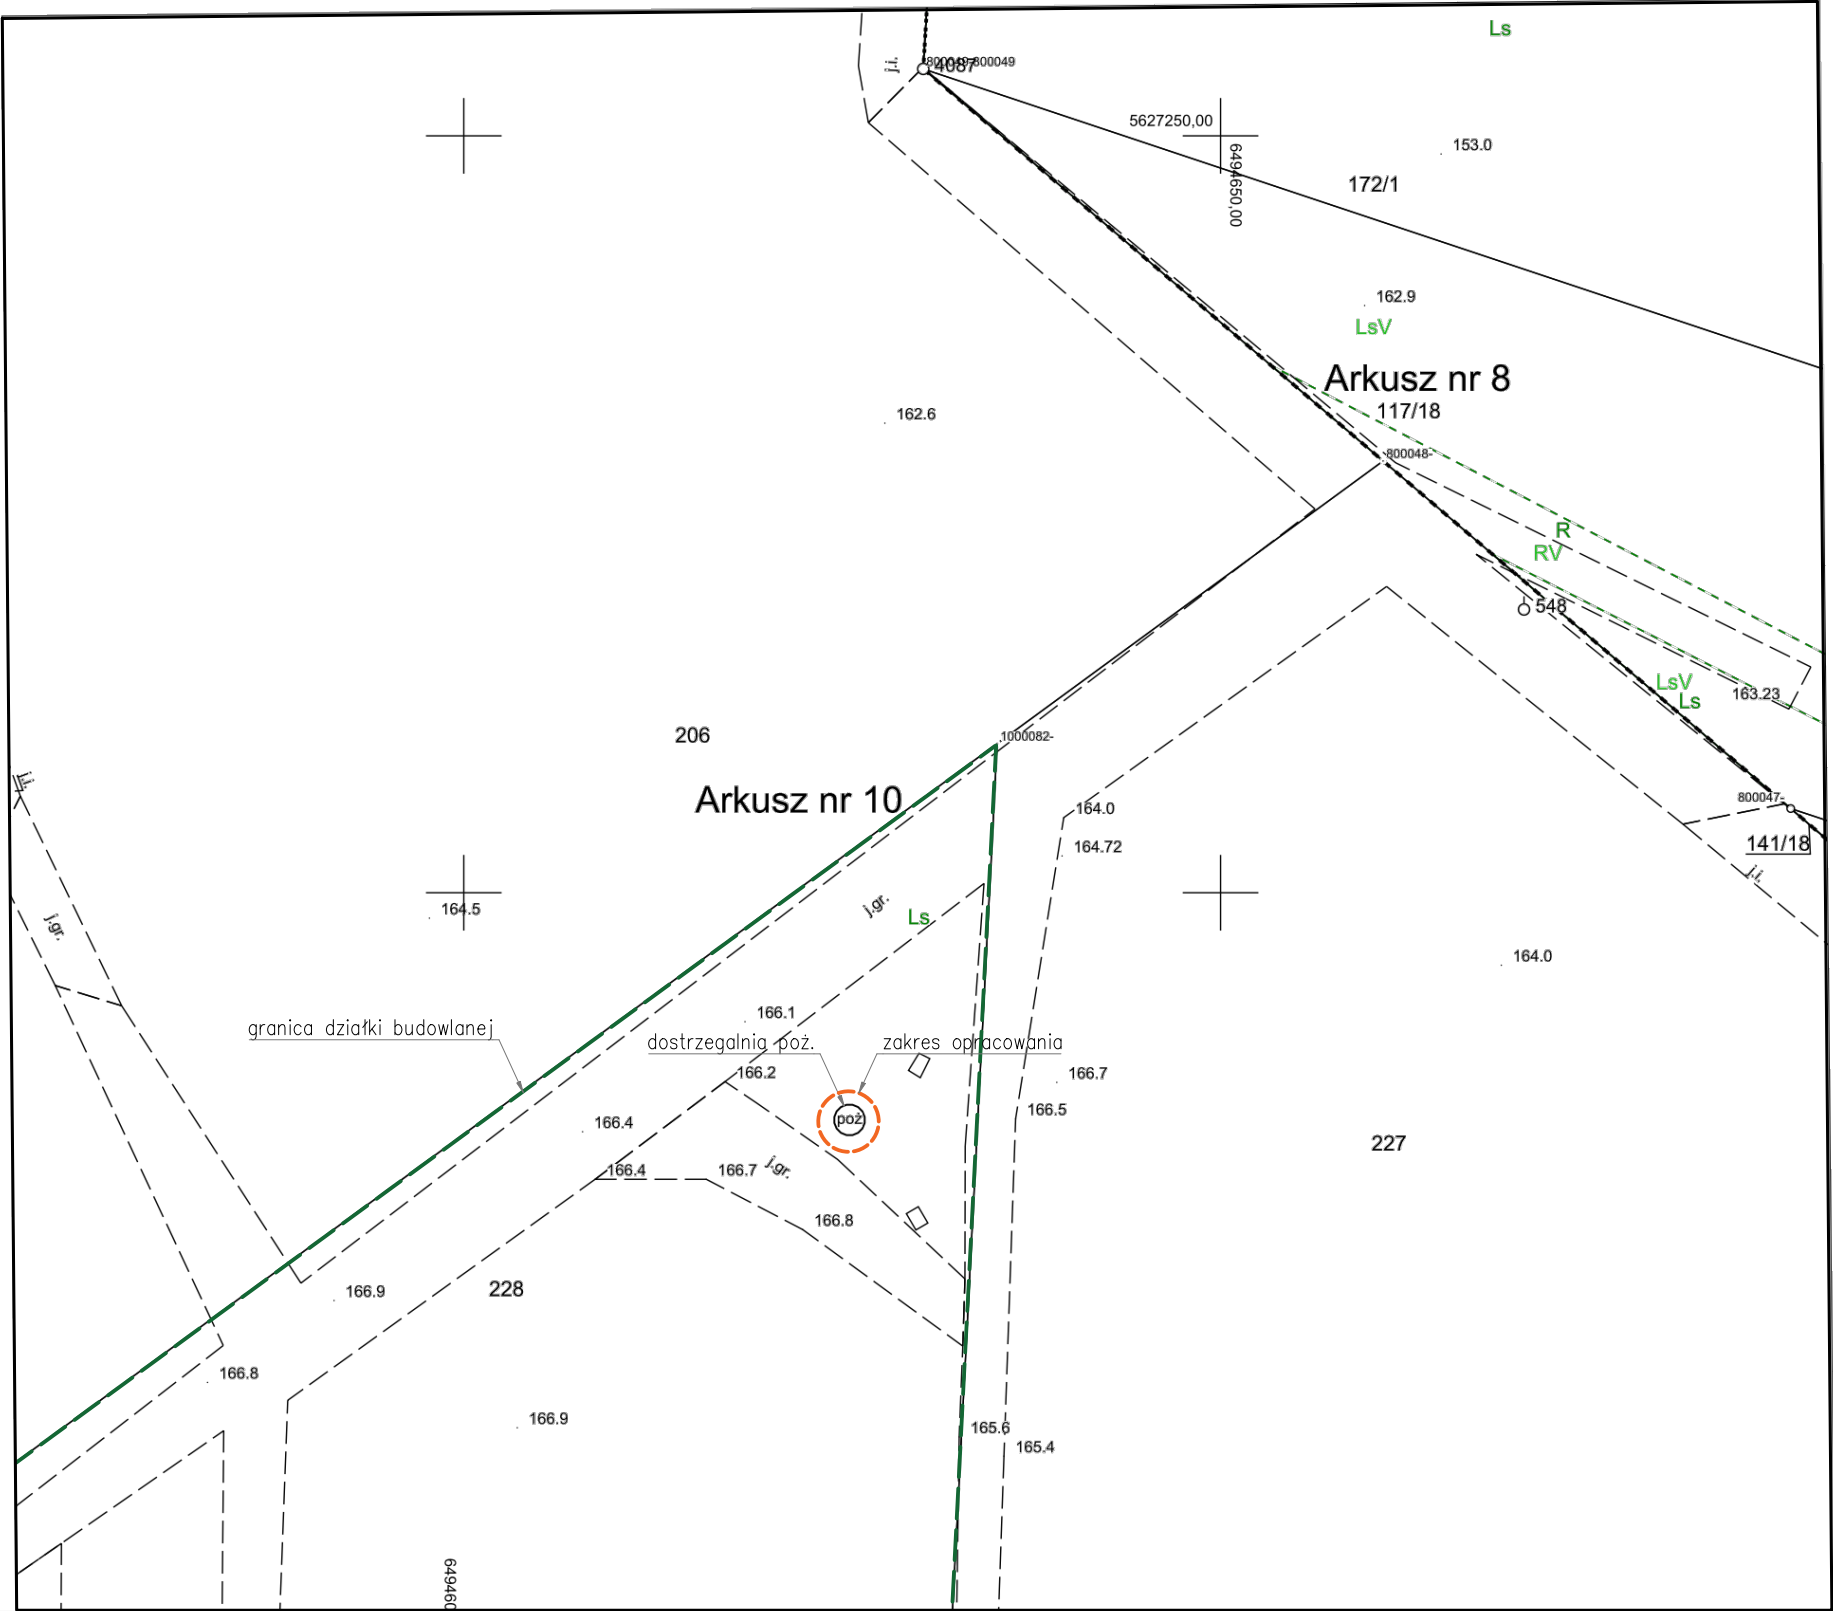 Ls
j.i.
4087
800049-800049
5627250,00
6494650,00
153.0
172/1
162.9
LsV
Arkusz nr 8
117/18
162.6
800048-
R
RV
548
LsV
Ls
163.23
206
1000082-
Arkusz nr 10
j.i.
164.0
800047-
164.72
141/18
j.i.
164.5
j.gr.
j.gr.
Ls
164.0
166.1
granica działki budowlanej
dostrzegalnia poż.
zakres opracowania
166.2
166.7
166.5
poż
166.4
227
166.4
166.7
j.gr.
166.8
228
166.9
166.8
166.9
165.6
165.4
649460